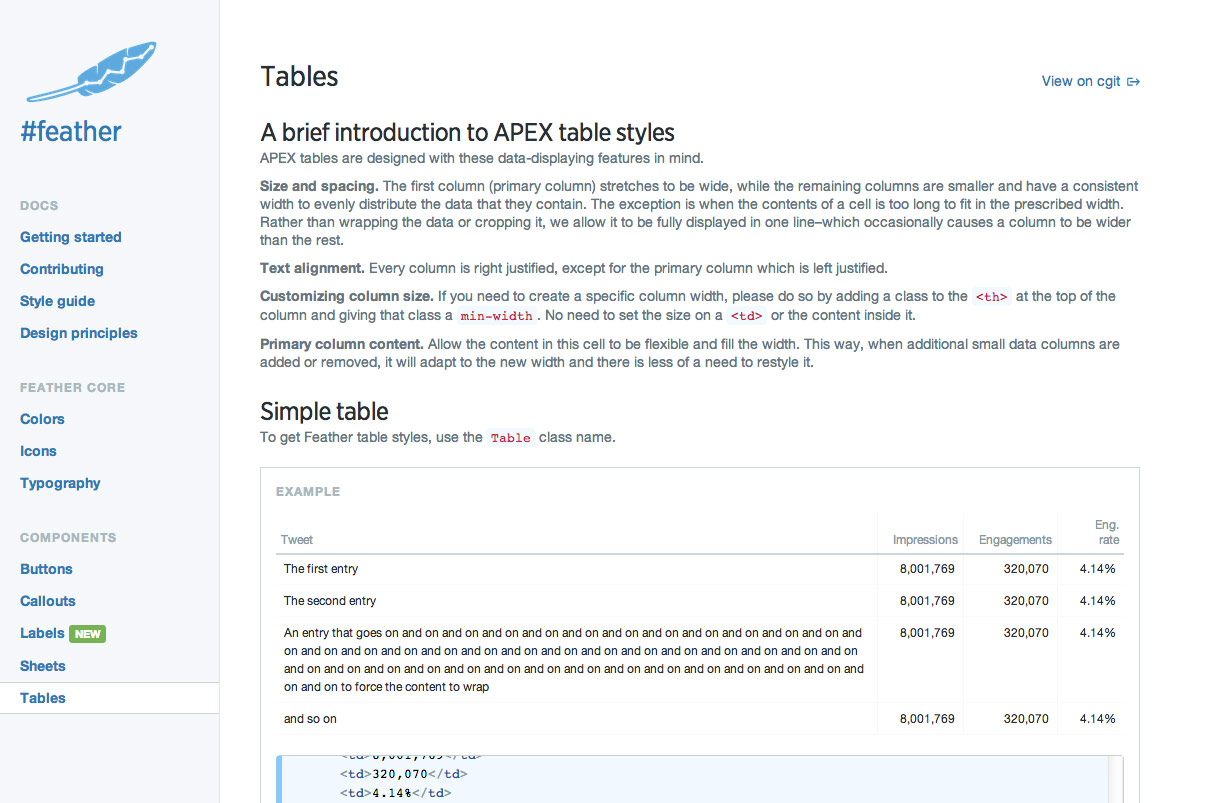 #feather
DOCS
Getting started
Contributing
Style guide
Design principles
FEATHER CORE
Colors
Icons
Typography
COMPONENTS
Buttons
Callouts
Labels NEW
Sheets
Tables
Tables
View on cgit
A brief introduction to APEX table styles
APEX tables are designed with these data-displaying features in mind.
Size and spacing. The first column (primary column) stretches to be wide, while the remaining columns are smaller and have a consistent
width to evenly distribute the data that they contain. The exception is when the contents of a cell is too long to fit in the prescribed width.
Rather than wrapping the data or cropping it, we allow it to be fully displayed in one line–which occasionally causes a column to be wider
than the rest.
Text alignment. Every column is right justified, except for the primary column which is left justified.
Customizing column size. If you need to create a specific column width, please do so by adding a class to the <th> at the top of the
column and giving that class a min-width. No need to set the size on a <td> or the content inside it.
Primary column content. Allow the content in this cell to be flexible and fill the width. This way, when additional small data columns are
added or removed, it will adapt to the new width and there is less of a need to restyle it.
Simple table
To get Feather table styles, use the Table class name.
EXAMPLE
Tweet Impressions Engagements Eng.
rate
The first entry 8,001,769 320,070 4.14%
The second entry 8,001,769 320,070 4.14%
An entry that goes on and on and on and on and on and on and on and on and on and on and on and on and 8,001,769 320,070 4.14%
on and on and on and on and on and on and on and on and on and on and on and on and on and on and on
and on and on and on and on and on and on and on and on and on and on and on and on and on and on and
on and on to force the content to wrap
and so on 8,001,769 320,070 4.14%
<td>8,001,769</td>
<td>320,070</td>
<td>4.14%</td>